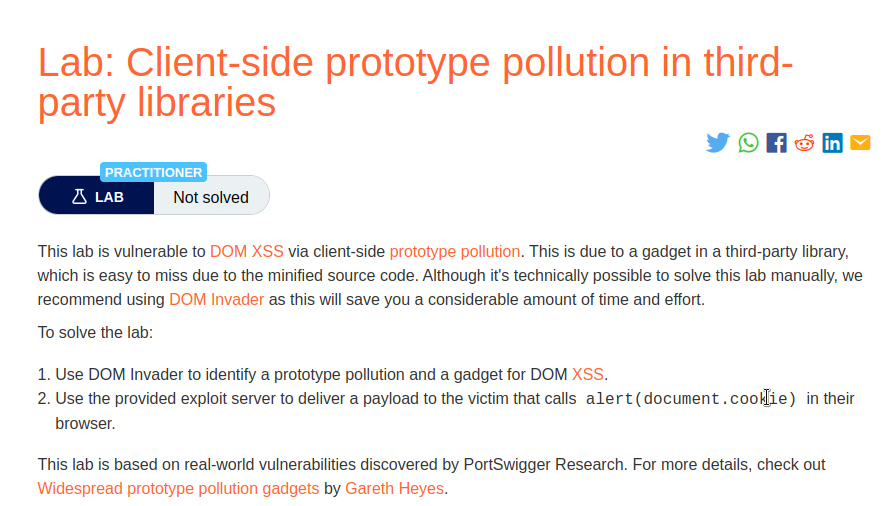 Lab: Client-side prototype pollution in third-
party libraries
PRACTITIONER
LAB
Not solved
This lab is vulnerable to DOM XSS via client-side prototype pollution. This is due to a gadget in a third-party library,
which is easy to miss due to the minified source code. Although it's technically possible to solve this lab manually, we
recommend using DOM Invader as this will save you a considerable amount of time and effort.
To solve the lab:
1. Use DOM Invader to identify a prototype pollution and a gadget for DOM XSS.
2. Use the provided exploit server to deliver a payload to the victim that calls alert(document.cookie) in their
browser.
This lab is based on real-world vulnerabilities discovered by PortSwigger Research. For more details, check out
Widespread prototype pollution gadgets by Gareth Heyes.